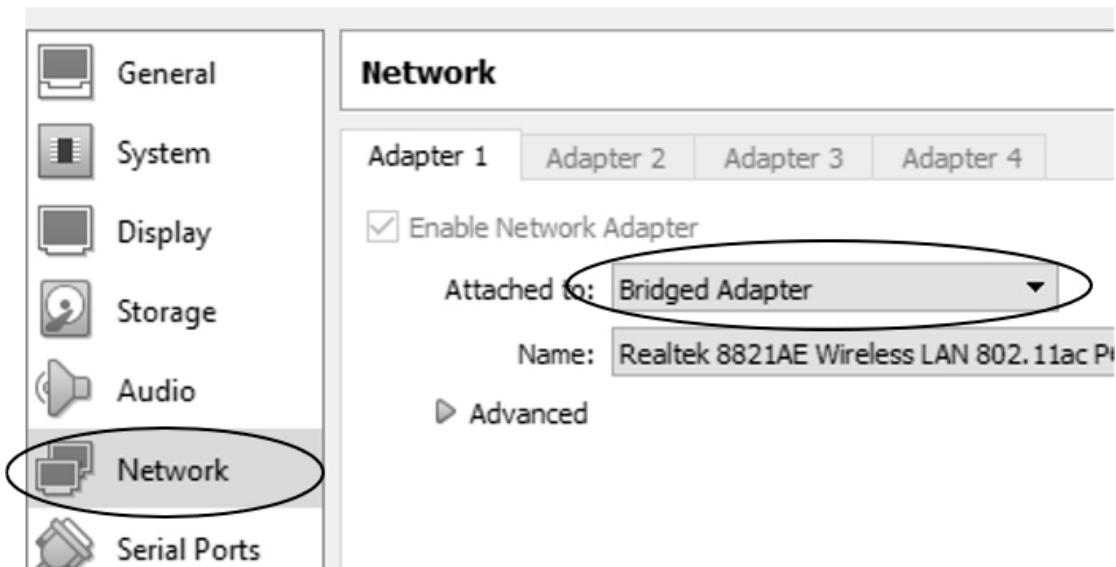 General
System
Display
Storage
Audio
Network
Serial Ports
Network
Adapter 1 Adapter 2 Adapter 3 Adapter 4
Enable Network Adapter
Attached to: Bridged Adapter
Name: Realtek 8821AE Wireless LAN 802.11ac
Advanced